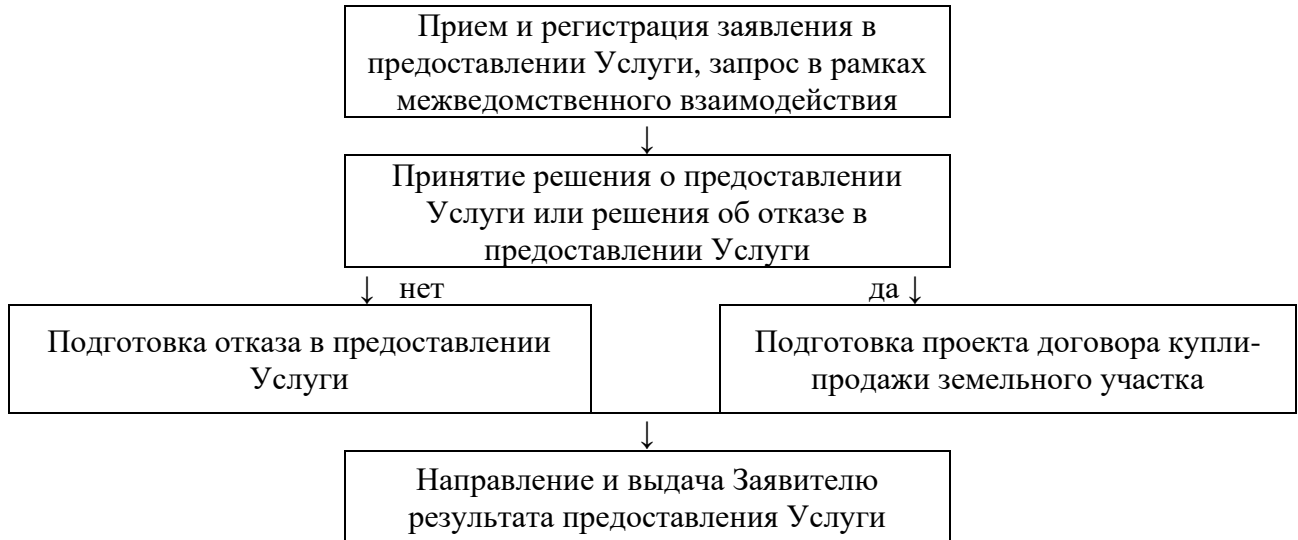 Прием и регистрация заявления в
предоставлении Услуги, запрос в рамках
межведомственного взаимодействия
↓
Принятие решения о предоставлении
Услуги или решения об отказе в
предоставлении Услуги
↓ нет
да ↓
Подготовка отказа в предоставлении
Услуги
Подготовка проекта договора купли-
продажи земельного участка
↓
Направление и выдача Заявителю
результата предоставления Услуги